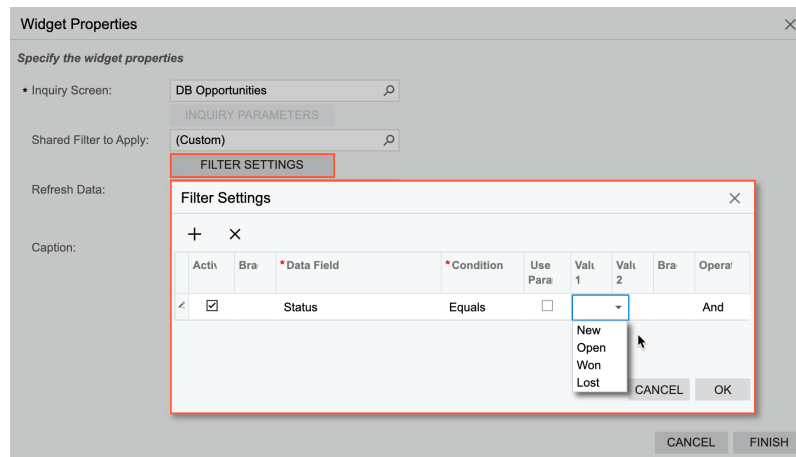 Widget Properties
Specify the widget properties
* Inquiry Screen: DB Opportunities
INQUIRY PARAMETERS
Shared Filter to Apply: (Custom)
FILTER SETTINGS
Refresh Data:
Filter Settings
Caption:
Activ Bra *Data Field *Condition Use Para Valu 1 Valu 2 Bra Operat
Status Equals And
New
Open
Won
Lost
CANCEL OK
CANCEL FINISH